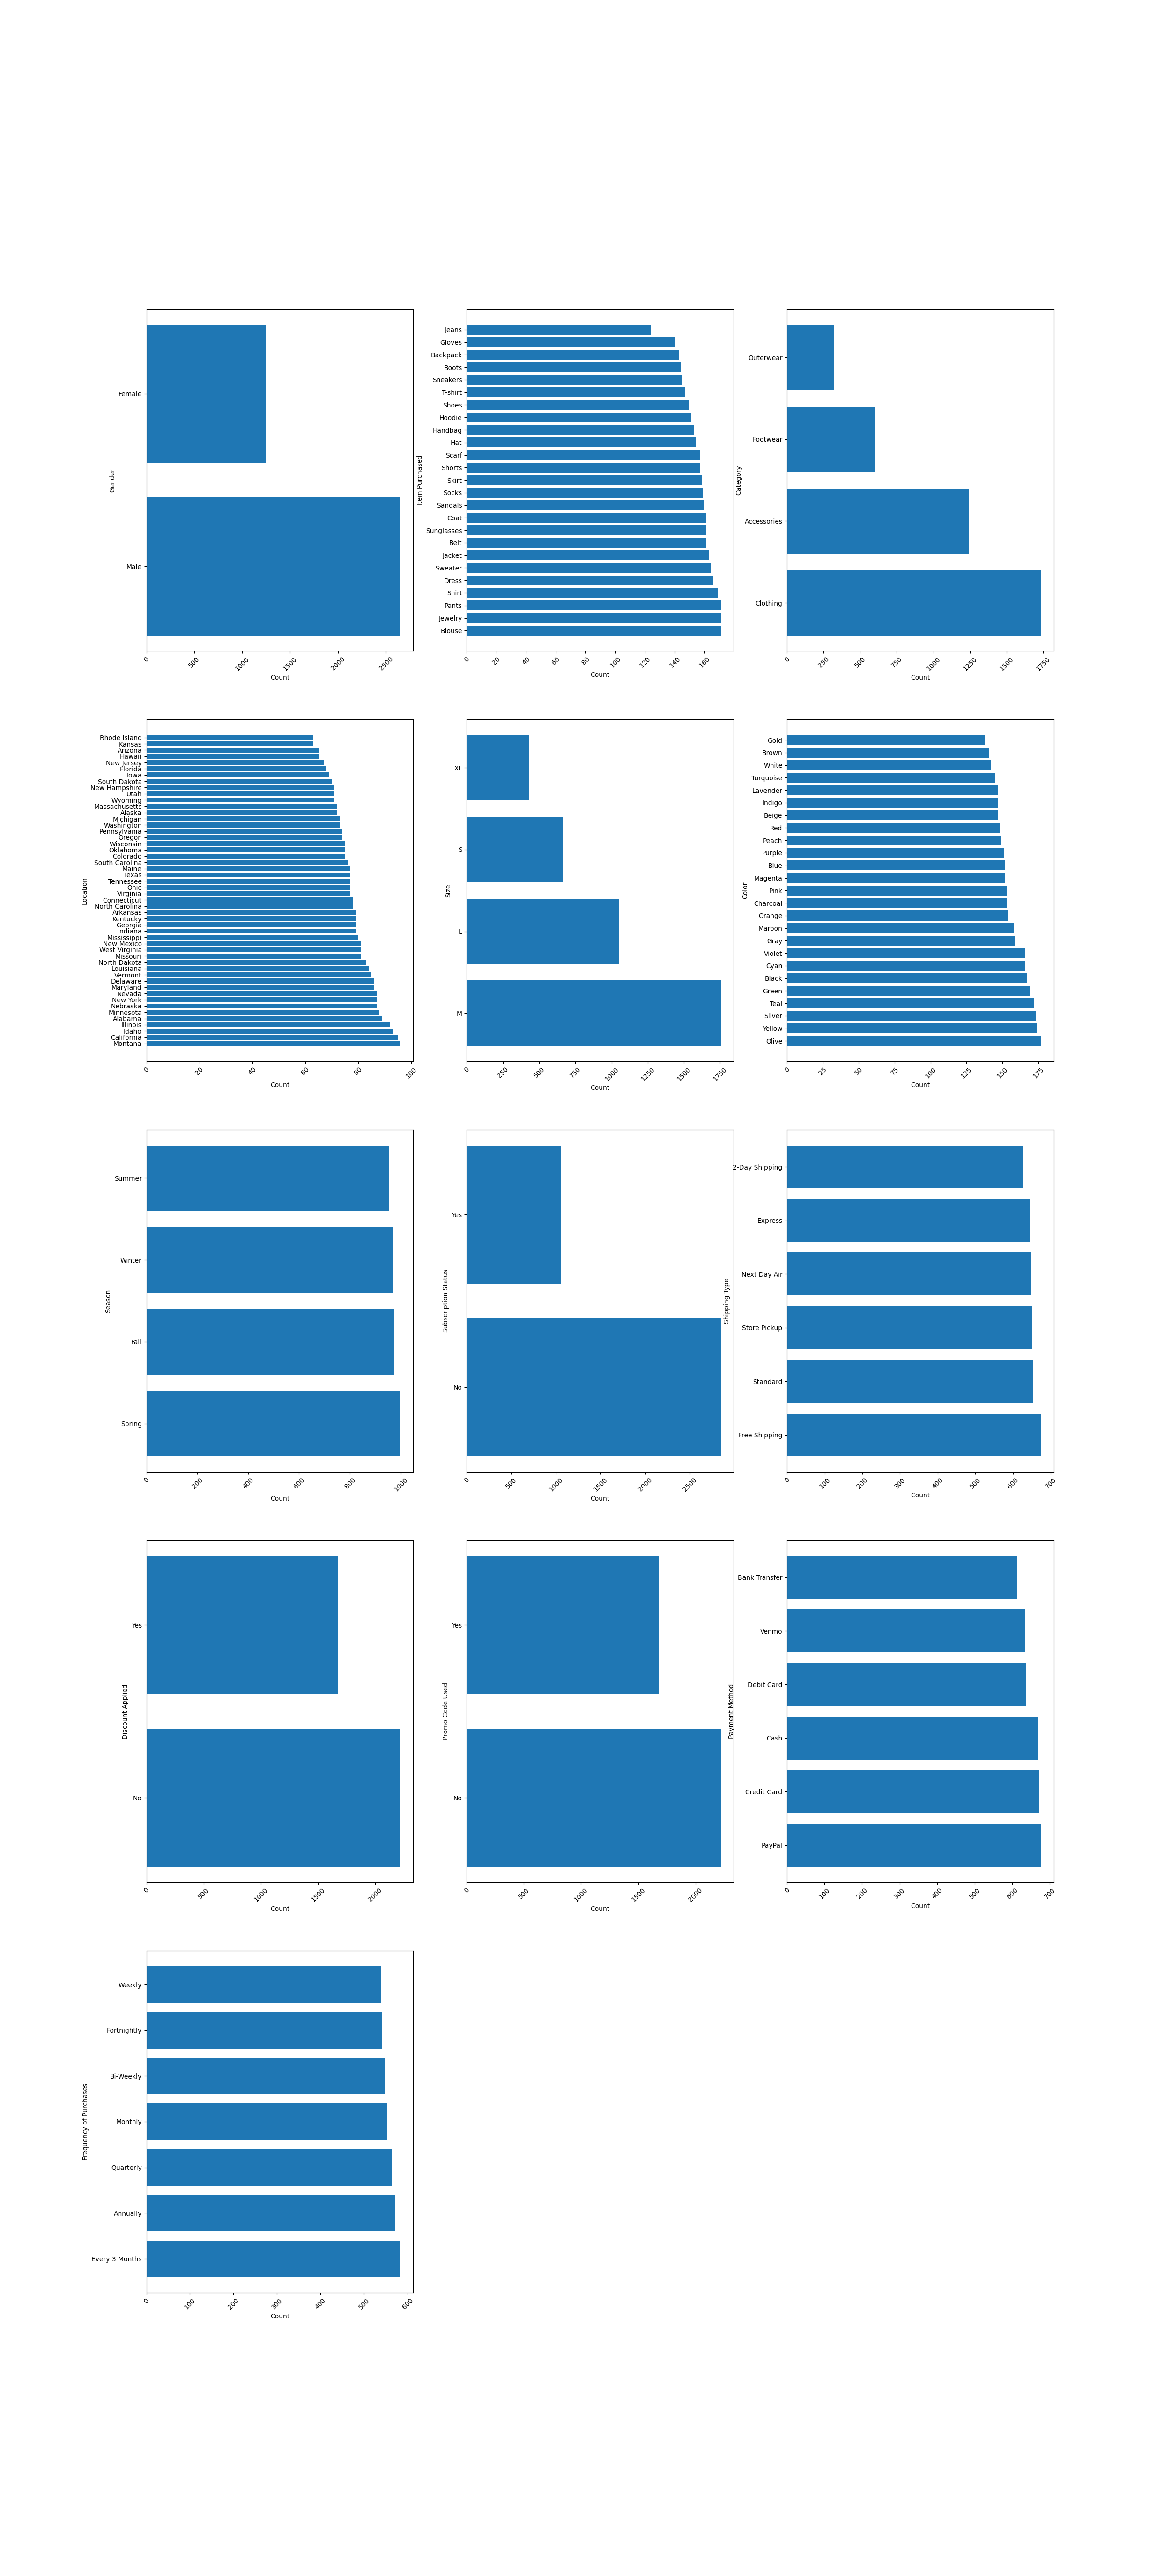 Gender
Female
Male
0 500 1000 1500 2000 2500
Count
Item Purchased
Jeans
Gloves
Backpack
Boots
Sneakers
T-shirt
Shoes
Hoodie
Handbag
Hat
Scarf
Shorts
Skirt
Socks
Sandals
Coat
Sunglasses
Belt
Jacket
Sweater
Dress
Shirt
Pants
Jewelry
Blouse
0 20 40 60 80 100 120 140 160
Count
Category
Outerwear
Footwear
Accessories
Clothing
0 250 500 750 1000 1250 1500 1750
Count
Location
Rhode Island
Kansas
Arizona
Hawaii
New Jersey
Florida
Iowa
South Dakota
New Hampshire
Utah
Wyoming
Massachusetts
Alaska
Michigan
Washington
Pennsylvania
Oregon
Wisconsin
Oklahoma
Colorado
South Carolina
Maine
Texas
Tennessee
Ohio
Virginia
Connecticut
North Carolina
Arkansas
Kentucky
Georgia
Indiana
Mississippi
New Mexico
West Virginia
Missouri
North Dakota
Louisiana
Vermont
Delaware
Maryland
Nevada
New York
Nebraska
Minnesota
Alabama
Illinois
Idaho
California
Montana
0 20 40 60 80 100
Count
Size
XL
S
L
M
0 250 500 750 1000 1250 1500 1750
Count
Color
Gold
Brown
White
Turquoise
Lavender
Indigo
Beige
Red
Peach
Purple
Blue
Magenta
Pink
Charcoal
Orange
Maroon
Gray
Violet
Cyan
Black
Green
Teal
Silver
Yellow
Olive
0 25 50 75 100 125 150 175
Count
Season
Summer
Winter
Fall
Spring
0 200 400 600 800 1000
Count
Subscription Status
Yes
No
0 500 1000 1500 2000 2500
Count
Shipping Type
2-Day Shipping
Express
Next Day Air
Store Pickup
Standard
Free Shipping
0 100 200 300 400 500 600 700
Count
Discount Applied
Yes
No
0 500 1000 1500 2000
Count
Promo Code Used
Yes
No
0 500 1000 1500 2000
Count
Payment Method
Bank Transfer
Venmo
Debit Card
Cash
Credit Card
PayPal
0 100 200 300 400 500 600 700
Count
Frequency of Purchases
Weekly
Fortnightly
Bi-Weekly
Monthly
Quarterly
Annually
Every 3 Months
0 100 200 300 400 500 600
Count